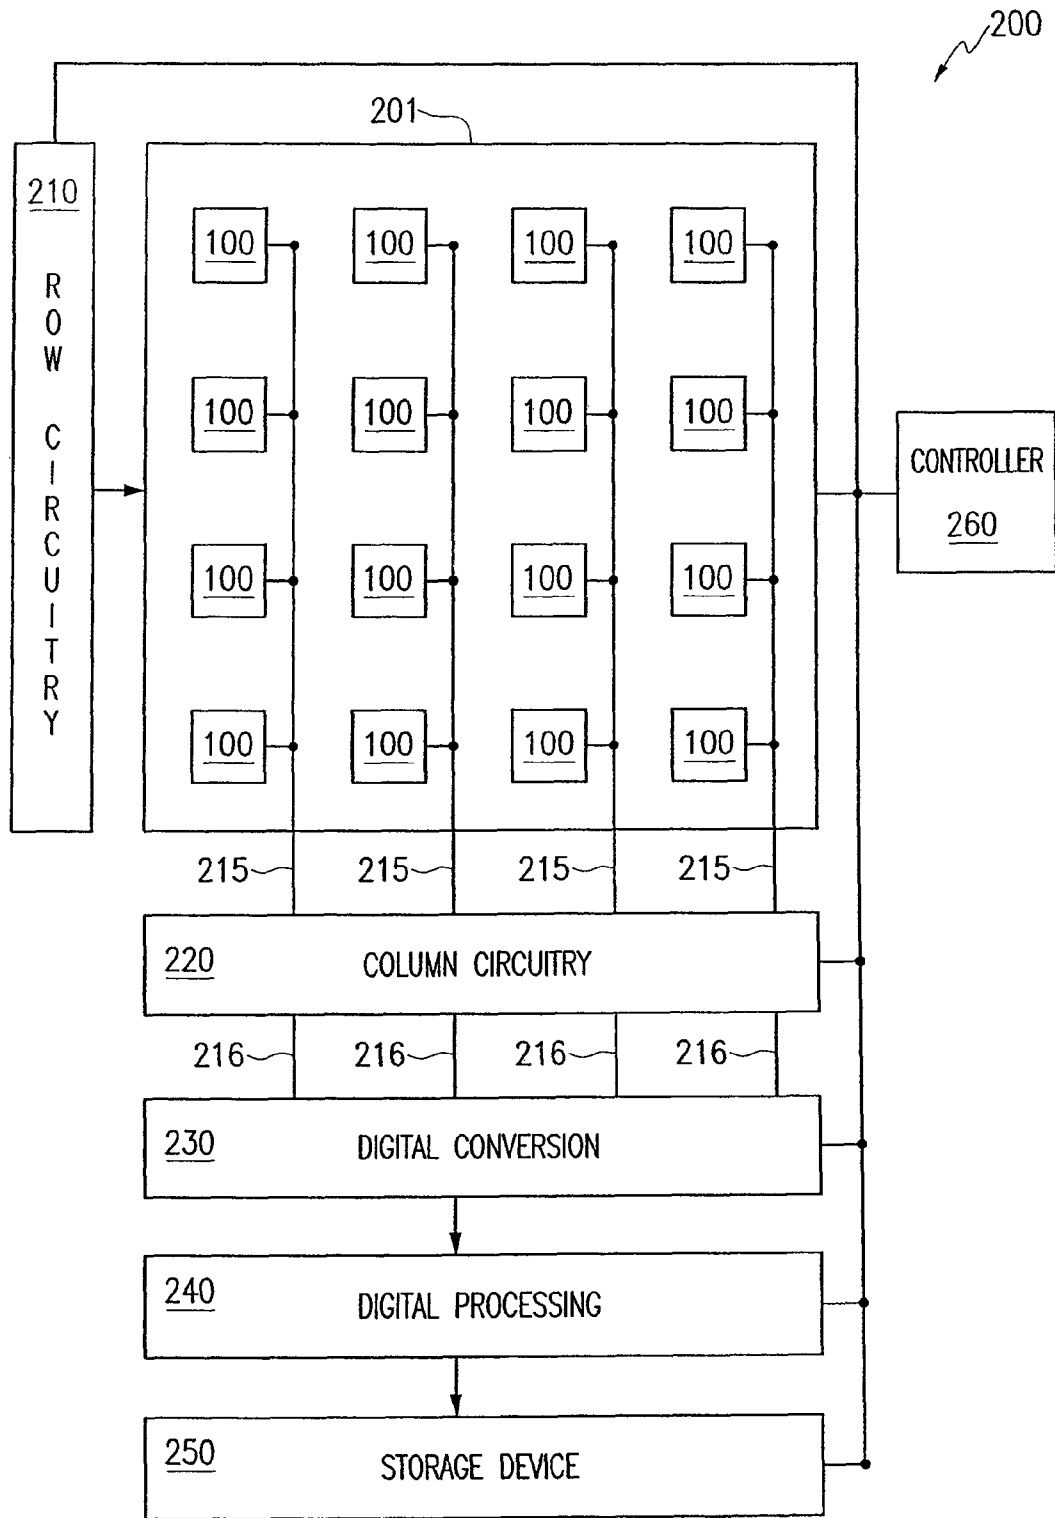 200
201
210
ROW CIRCUITRY
100 100 100 100
100 100 100 100
CONTROLLER
260
100 100 100 100
100 100 100 100
215 215 215 215
220 COLUMN CIRCUITRY
216 216 216 216
230 DIGITAL CONVERSION
240 DIGITAL PROCESSING
250 STORAGE DEVICE